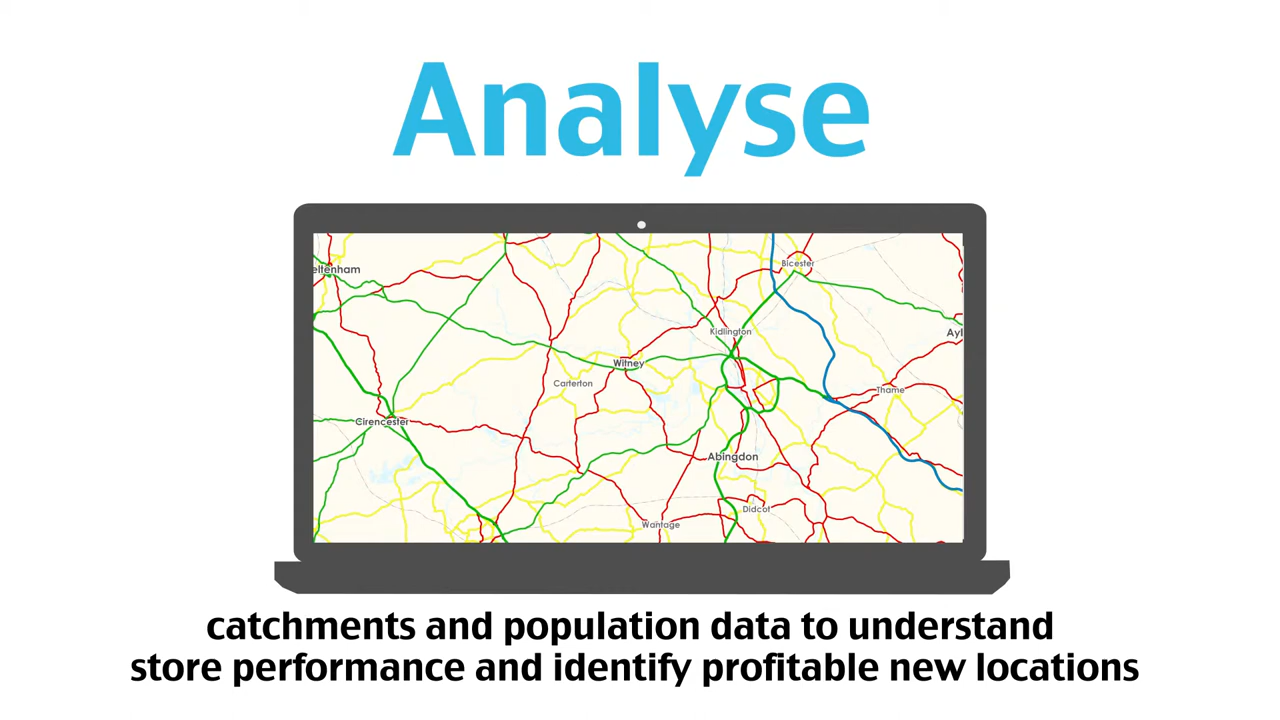 Analyse
Bicester
eltenham
Kidlington
Ayl
Witney
Carterton
Thame
Cirencester
Abingdon
Didcot
Wantage
catchments and population data to understand
store performance and identify profitable new locations